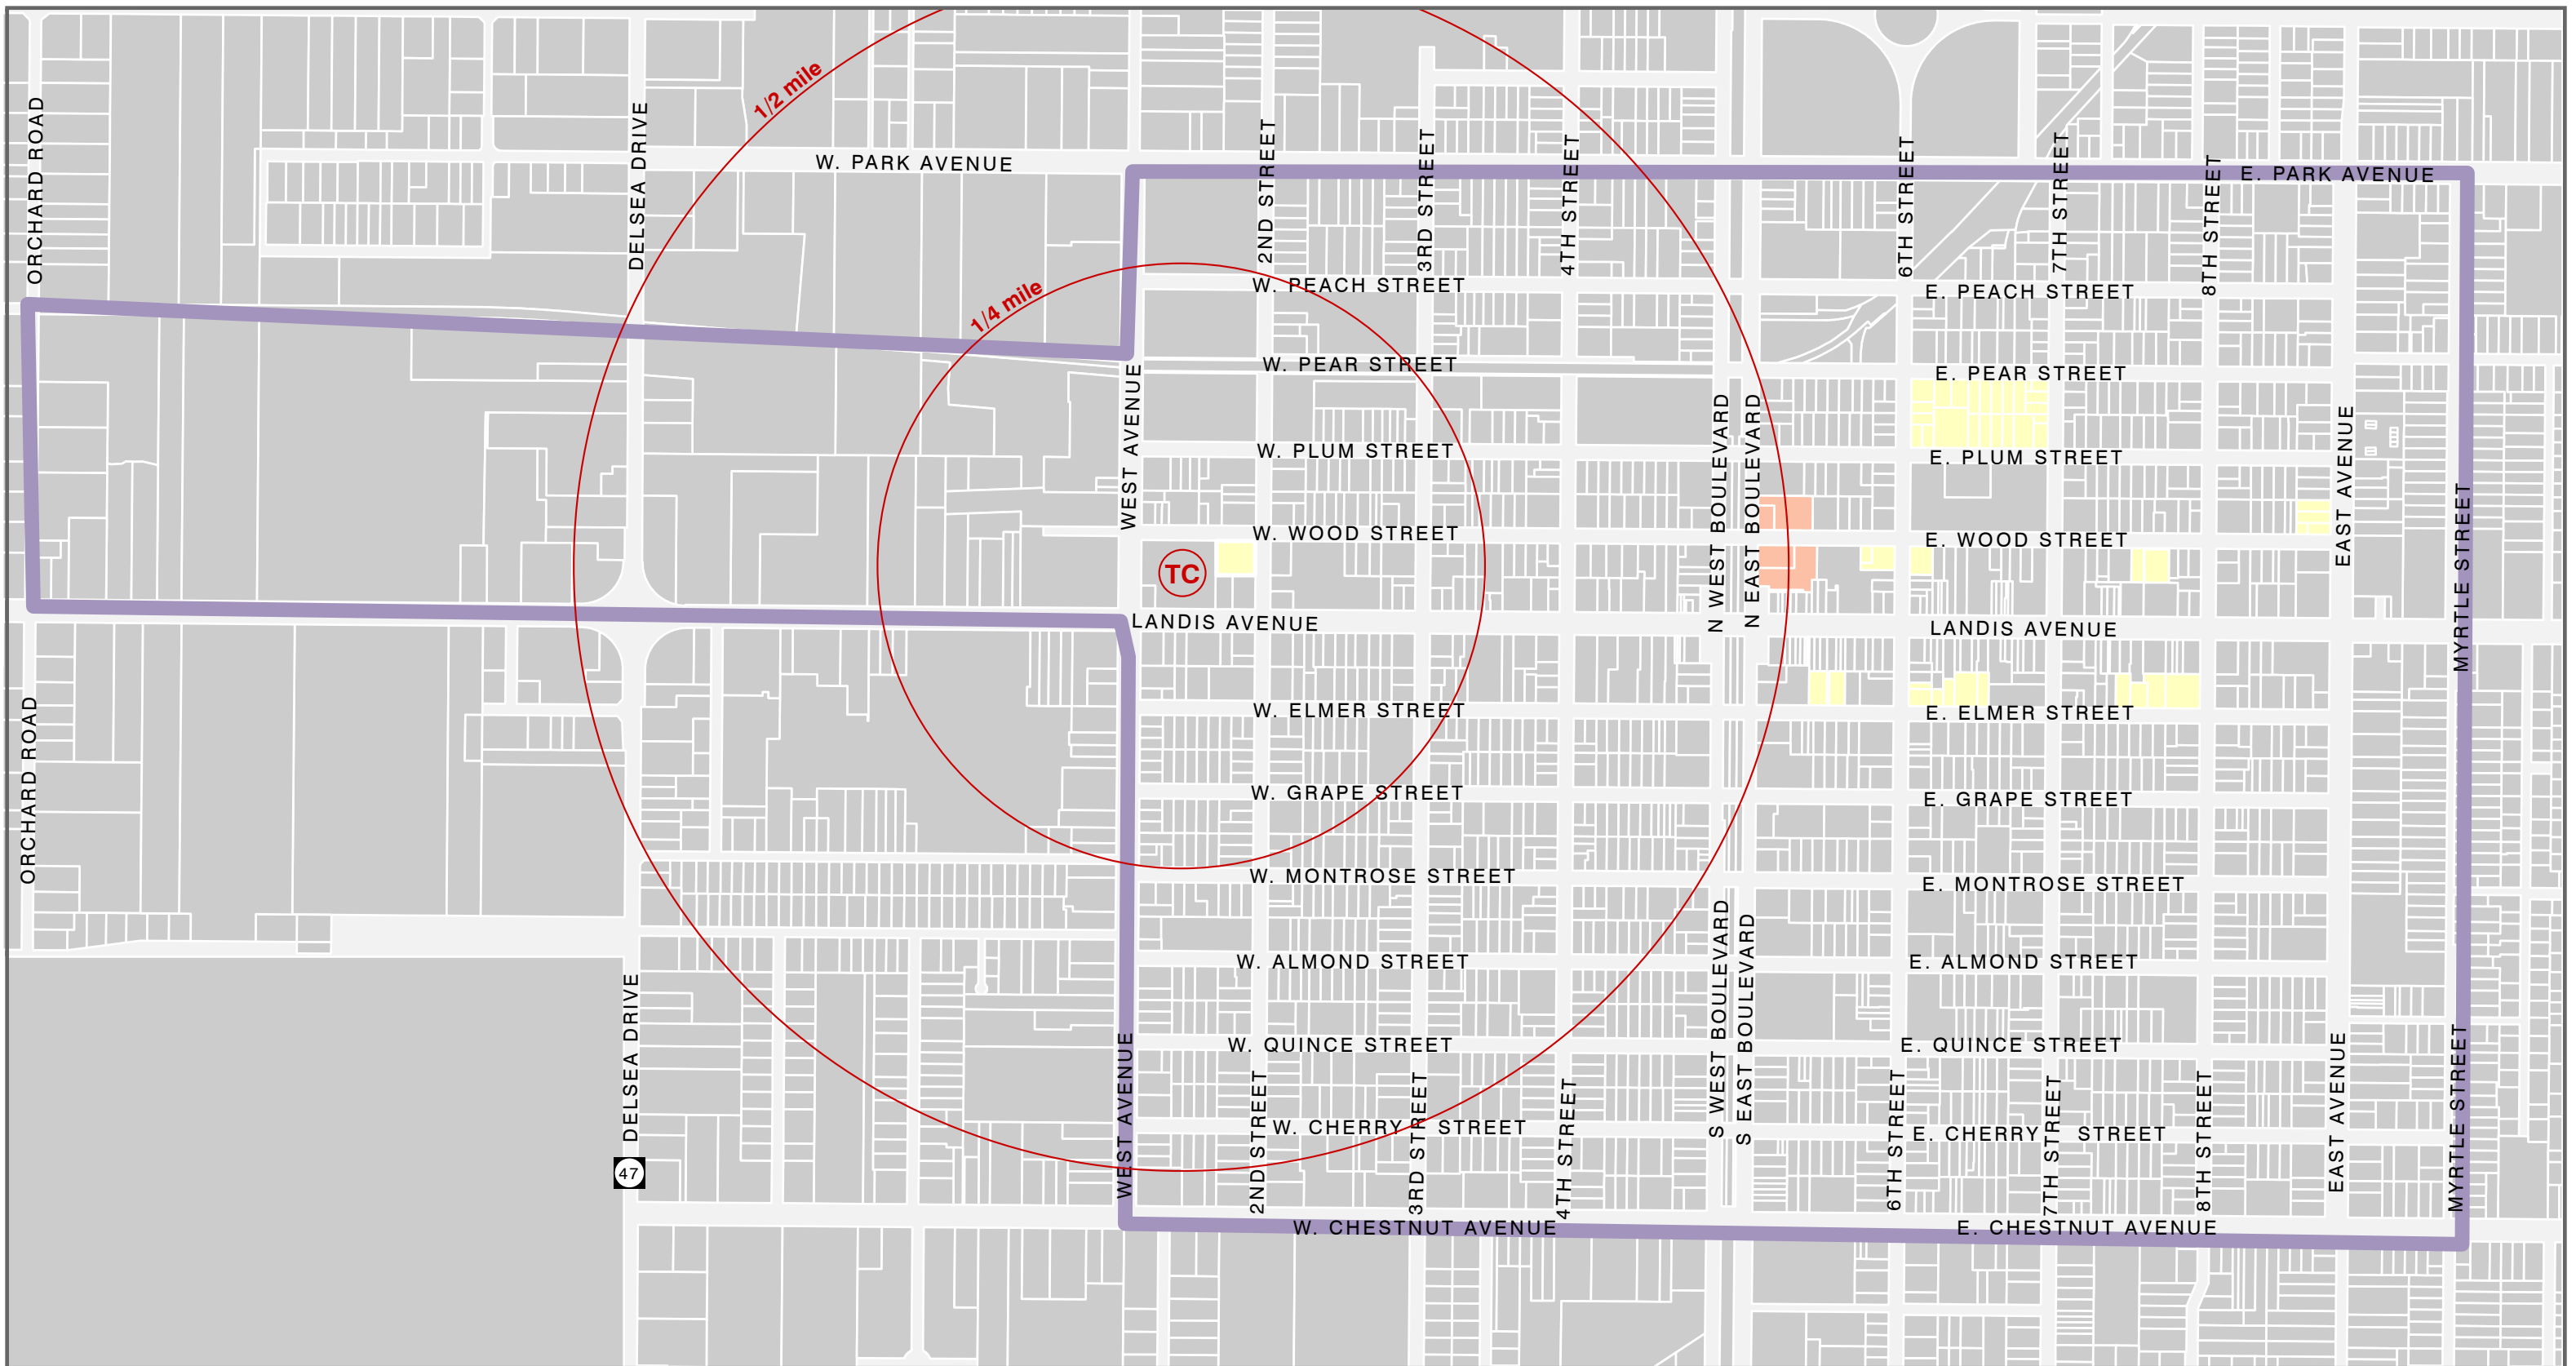 1/2 mile
ORCHARD ROAD
DELSEA DRIVE
W. PARK AVENUE
2ND STREET
3RD STREET
4TH STREET
6TH STREET
7TH STREET
8TH STREET
E. PARK AVENUE
1/4 mile
W. PEACH STREET
E. PEACH STREET
W. PEAR STREET
E. PEAR STREET
WEST AVENUE
N WEST BOULEVARD
N EAST BOULEVARD
EAST AVENUE
W. PLUM STREET
E. PLUM STREET
MYRTLE STREET
W. WOOD STREET
E. WOOD STREET
TC
LANDIS AVENUE
LANDIS AVENUE
W. ELMER STREET
E. ELMER STREET
ORCHARD ROAD
W. GRAPE STREET
E. GRAPE STREET
W. MONTROSE STREET
E. MONTROSE STREET
S WEST BOULEVARD
S EAST BOULEVARD
W. ALMOND STREET
E. ALMOND STREET
DELSEA DRIVE
W. QUINCE STREET
E. QUINCE STREET
WEST AVENUE
2ND STREET
3RD STREET
4TH STREET
6TH STREET
7TH STREET
8TH STREET
EAST AVENUE
MYRTLE STREET
W. CHERRY STREET
E. CHERRY STREET
47
W. CHESTNUT AVENUE
E. CHESTNUT AVENUE